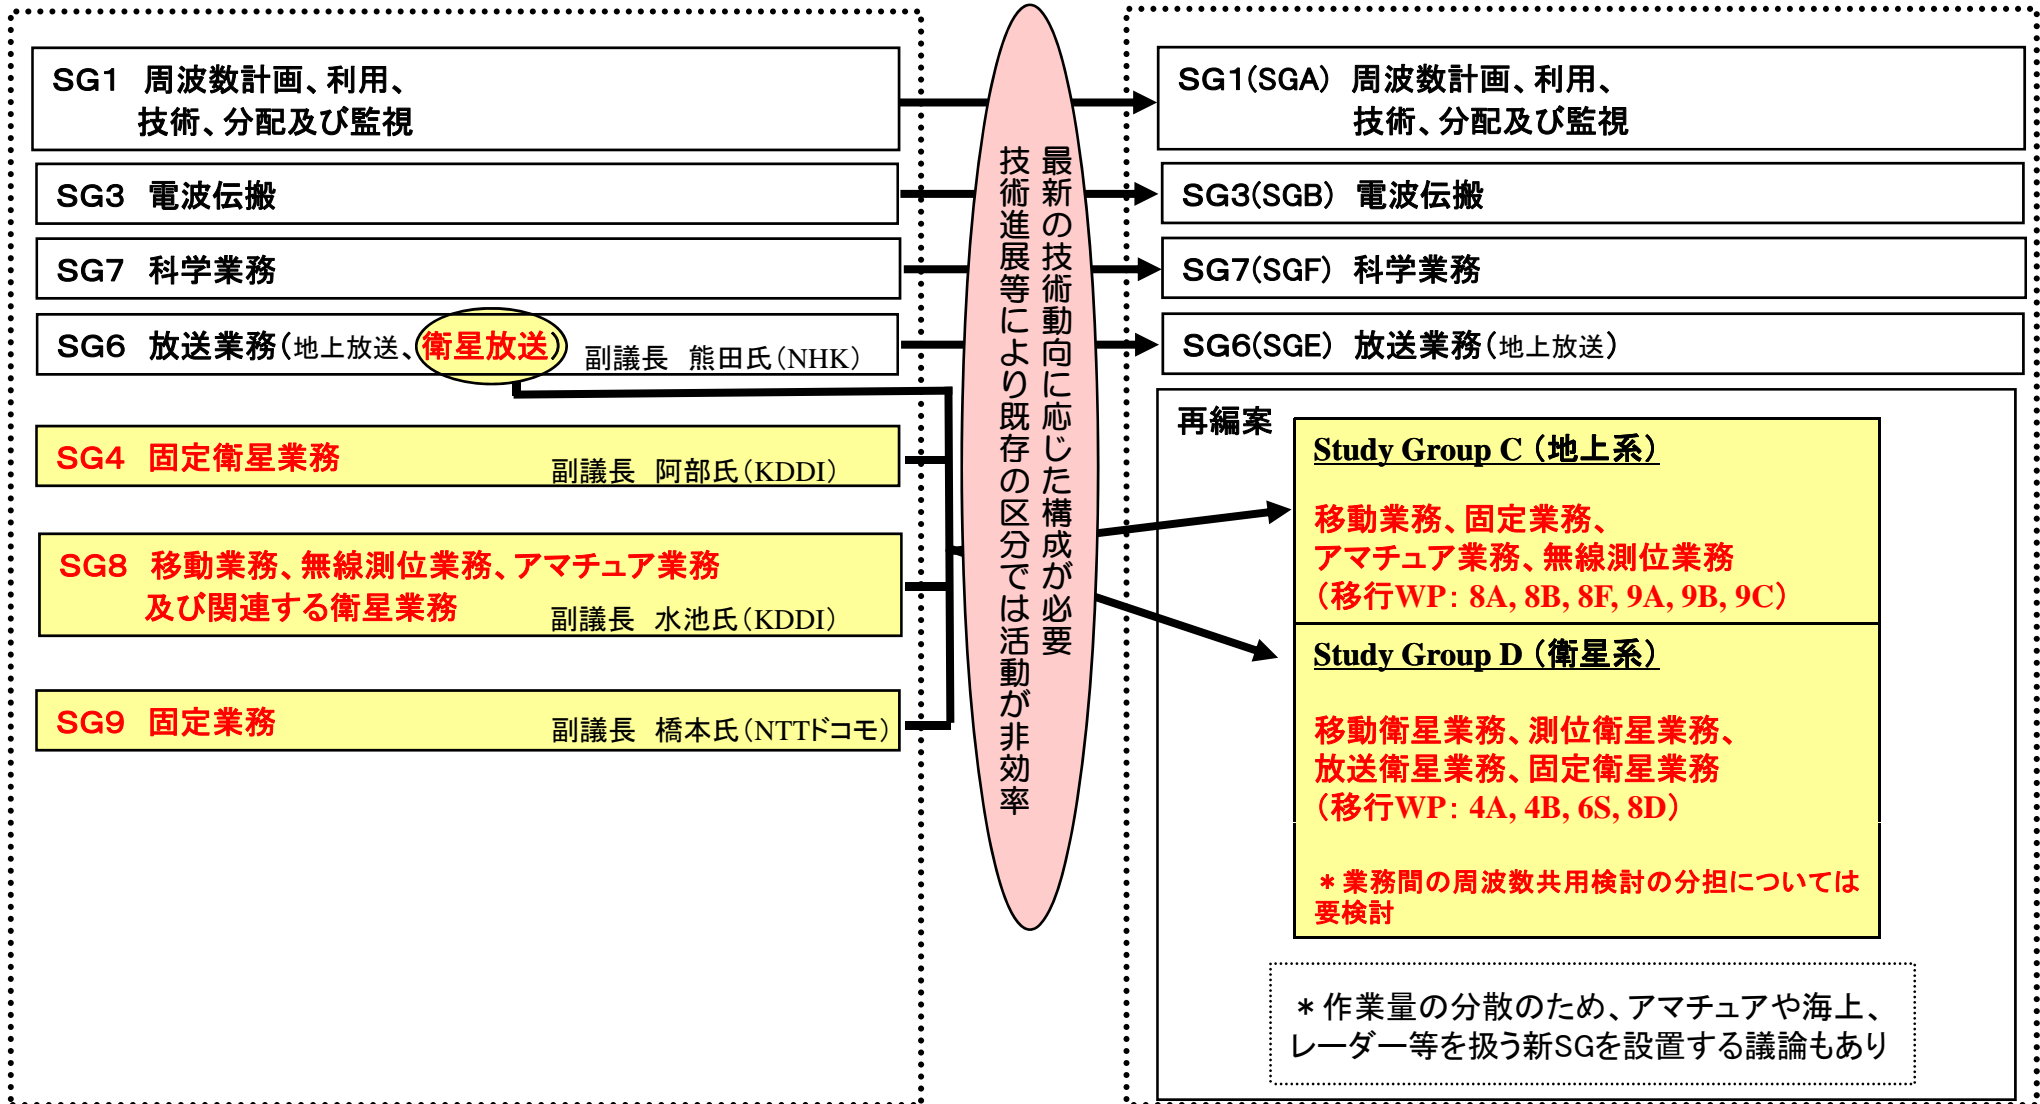 SG1 周波数計画、利用、
技術、分配及び監視
SG3 電波伝搬
SG7 科学業務
SG6 放送業務(地上放送、衛星放送) 副議長 熊田氏(NHK)
SG4 固定衛星業務 副議長 阿部氏(KDDI)
SG8 移動業務、無線測位業務、アマチュア業務
及び関連する衛星業務 副議長 水池氏(KDDI)
SG9 固定業務 副議長 橋本氏(NTTドコモ)
最新の技術動向に応じた構成が必要
技術進展等により既存の区分では活動が非効率
SG1(SGA) 周波数計画、利用、
技術、分配及び監視
SG3(SGB) 電波伝搬
SG7(SGF) 科学業務
SG6(SGE) 放送業務(地上放送)
再編案
Study Group C (地上系)
移動業務、固定業務、
アマチュア業務、無線測位業務
(移行WP: 8A, 8B, 8F, 9A, 9B, 9C)
Study Group D (衛星系)
移動衛星業務、測位衛星業務、
放送衛星業務、固定衛星業務
(移行WP: 4A, 4B, 6S, 8D)
*業務間の周波数共用検討の分担については
要検討
*作業量の分散のため、アマチュアや海上、
レーダー等を扱う新SGを設置する議論もあり